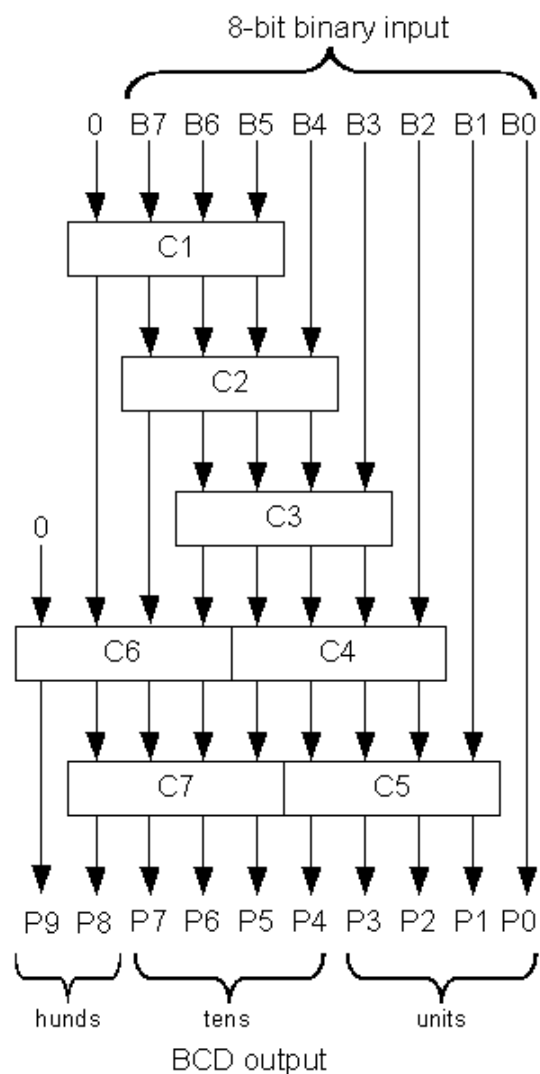 8-bit binary input
0 B7 B6 B5 B4 B3 B2 B1 B0
C1
C2
C3
0
C6 C4
C7 C5
P9 P8 P7 P6 P5 P4 P3 P2 P1 P0
hunds tens units
BCD output